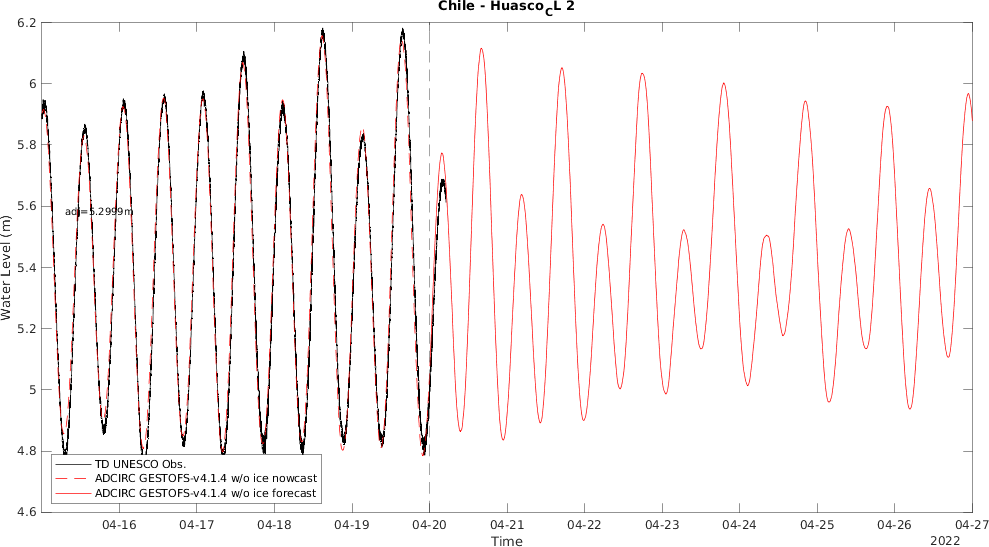 Chile - HuascoCL 2
6.2
6
5.8
5.6
5.4
5.2
5
4.8
4.6
Water Level (m)
adj=5.2999m
TD UNESCO Obs.
ADCIRC GESTOFS-v4.1.4 w/o ice nowcast
ADCIRC GESTOFS-v4.1.4 w/o ice forecast
04-16 04-17 04-18 04-19 04-20 04-21 04-22 04-23 04-24 04-25 04-26 04-27
Time
2022